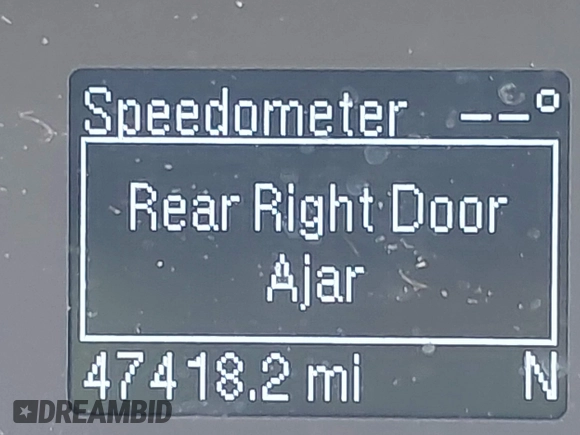 Speedometer --°
Rear Right Door
Ajar
47418.2 mi N
DREAMBID